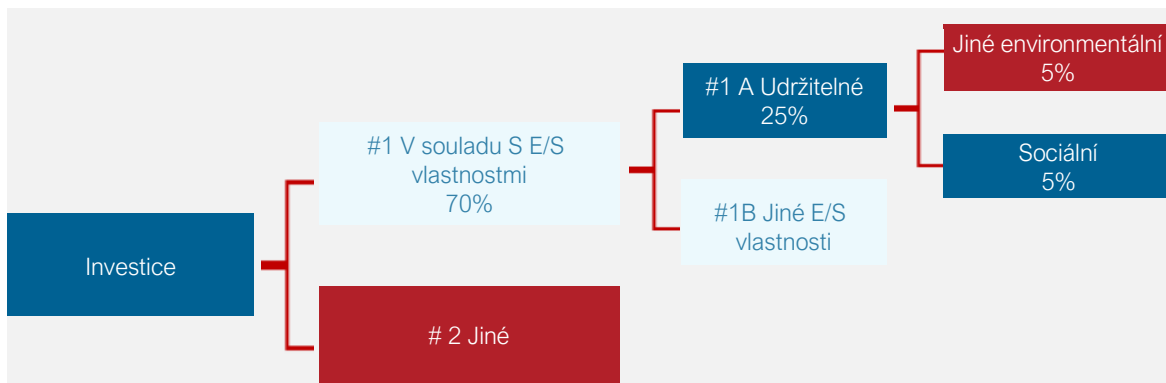 Jiné environmentální
5%
#1 A Udržitelné
25%
#1 V souladu S E/S
vlastnostmi
70%
Sociální
5%
#1B Jiné E/S
vlastnosti
Investice
# 2 Jiné